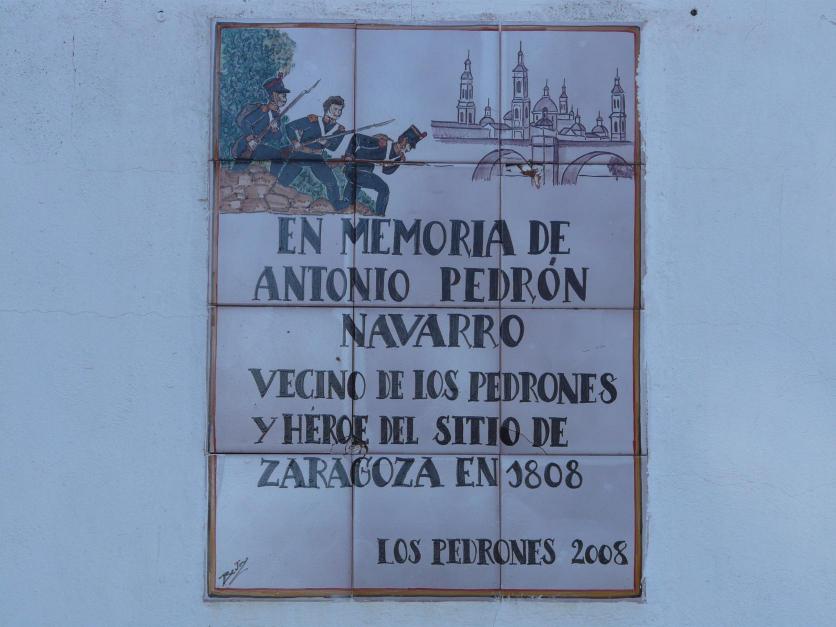 EN MEMORIA DE
ANTONIO PEDRÓN
NAVARRO
VECINO DE LOS PEDRONES
Y HÉROE DEL SITIO DE
ZARAGOZA EN 1808
LOS PEDRONES 2008